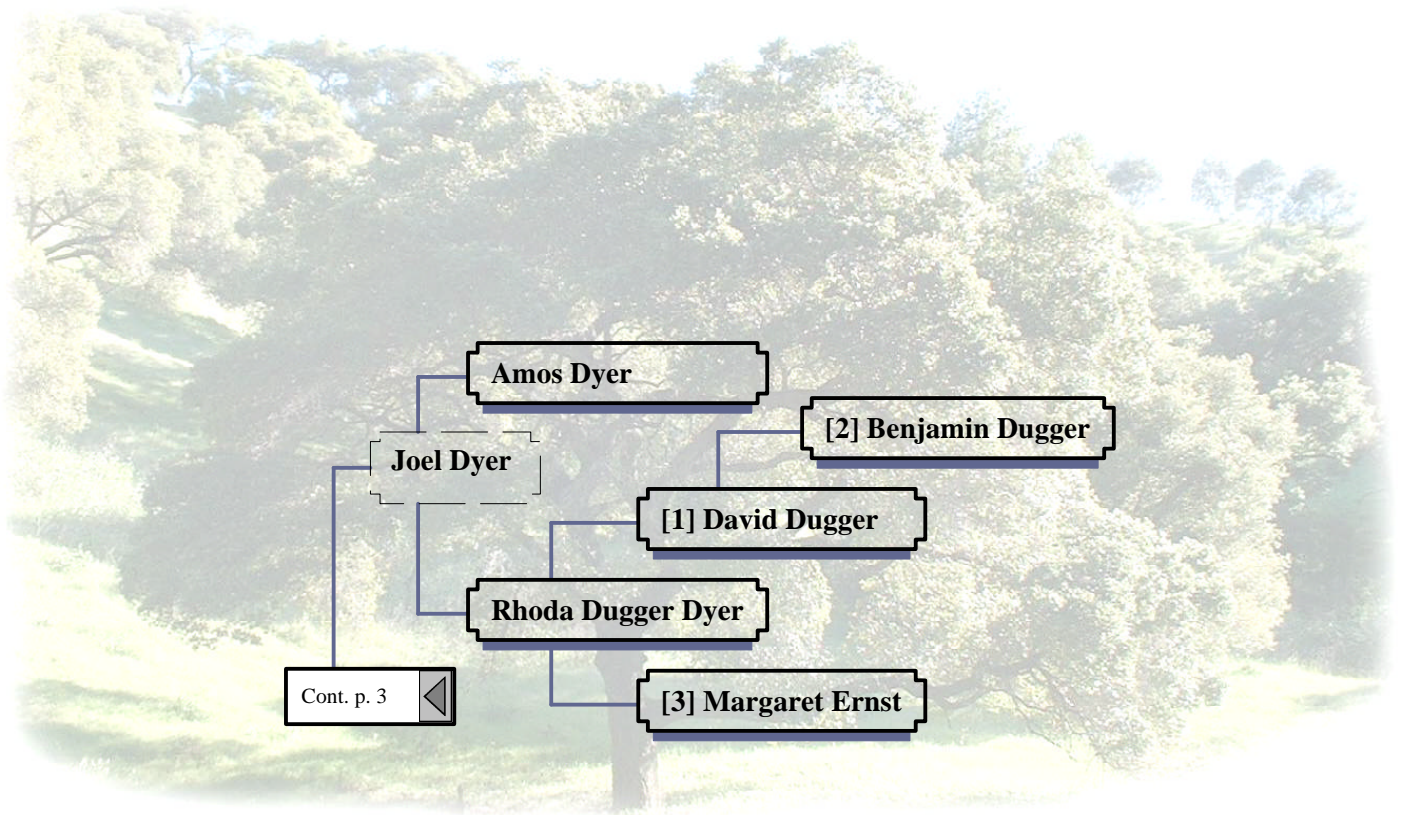 Amos Dyer
[2] Benjamin Dugger
Joel Dyer
[1] David Dugger
Rhoda Dugger Dyer
Cont. p. 3
[3] Margaret Ernst